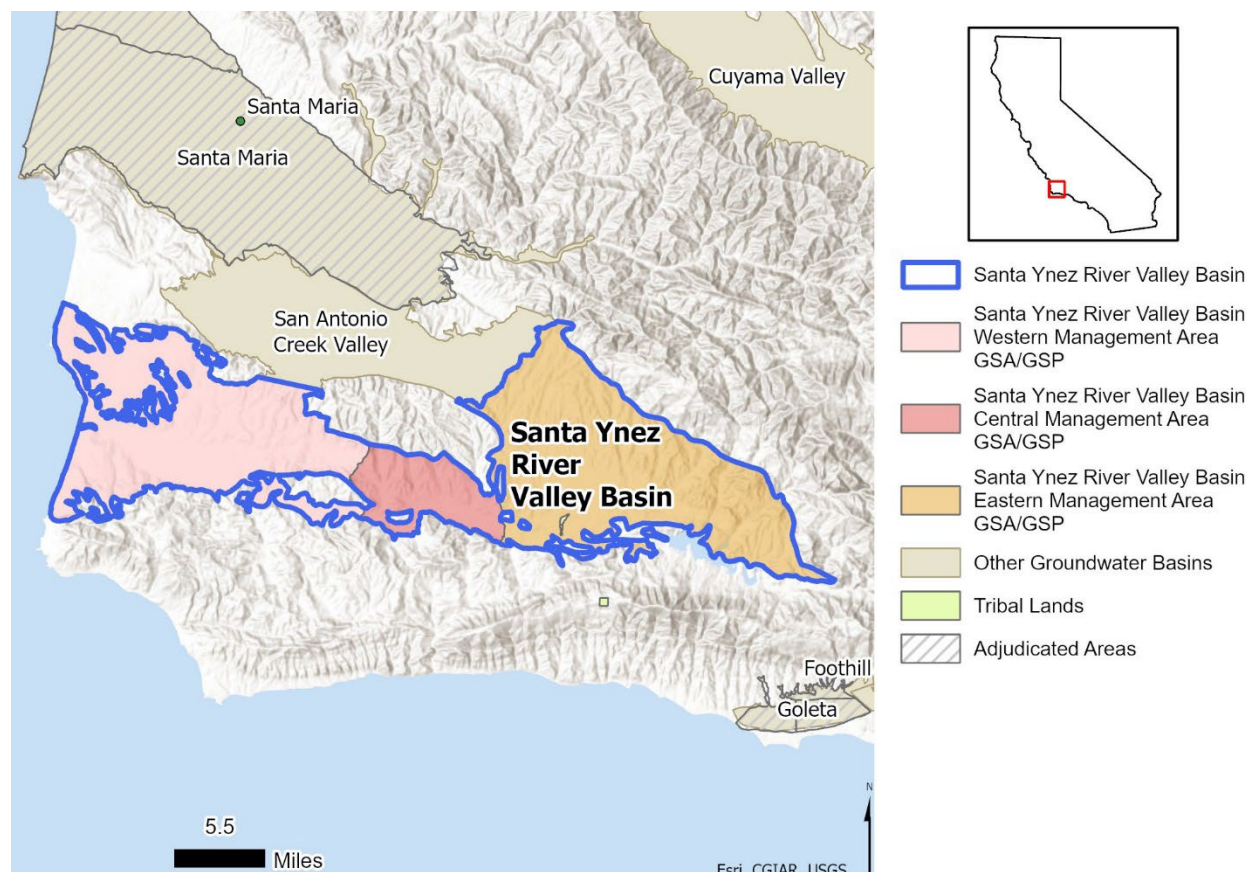 Cuyama Valley
Santa Maria
Santa Maria
San Antonio
Creek Valley
Santa Ynez
River
Valley Basin
Foothill
Goleta
5.5
Miles
N
Esri, CGIAR, USGS
Santa Ynez River Valley Basin
Santa Ynez River Valley Basin
Western Management Area
GSA/GSP
Santa Ynez River Valley Basin
Central Management Area
GSA/GSP
Santa Ynez River Valley Basin
Eastern Management Area
GSA/GSP
Other Groundwater Basins
Tribal Lands
Adjudicated Areas